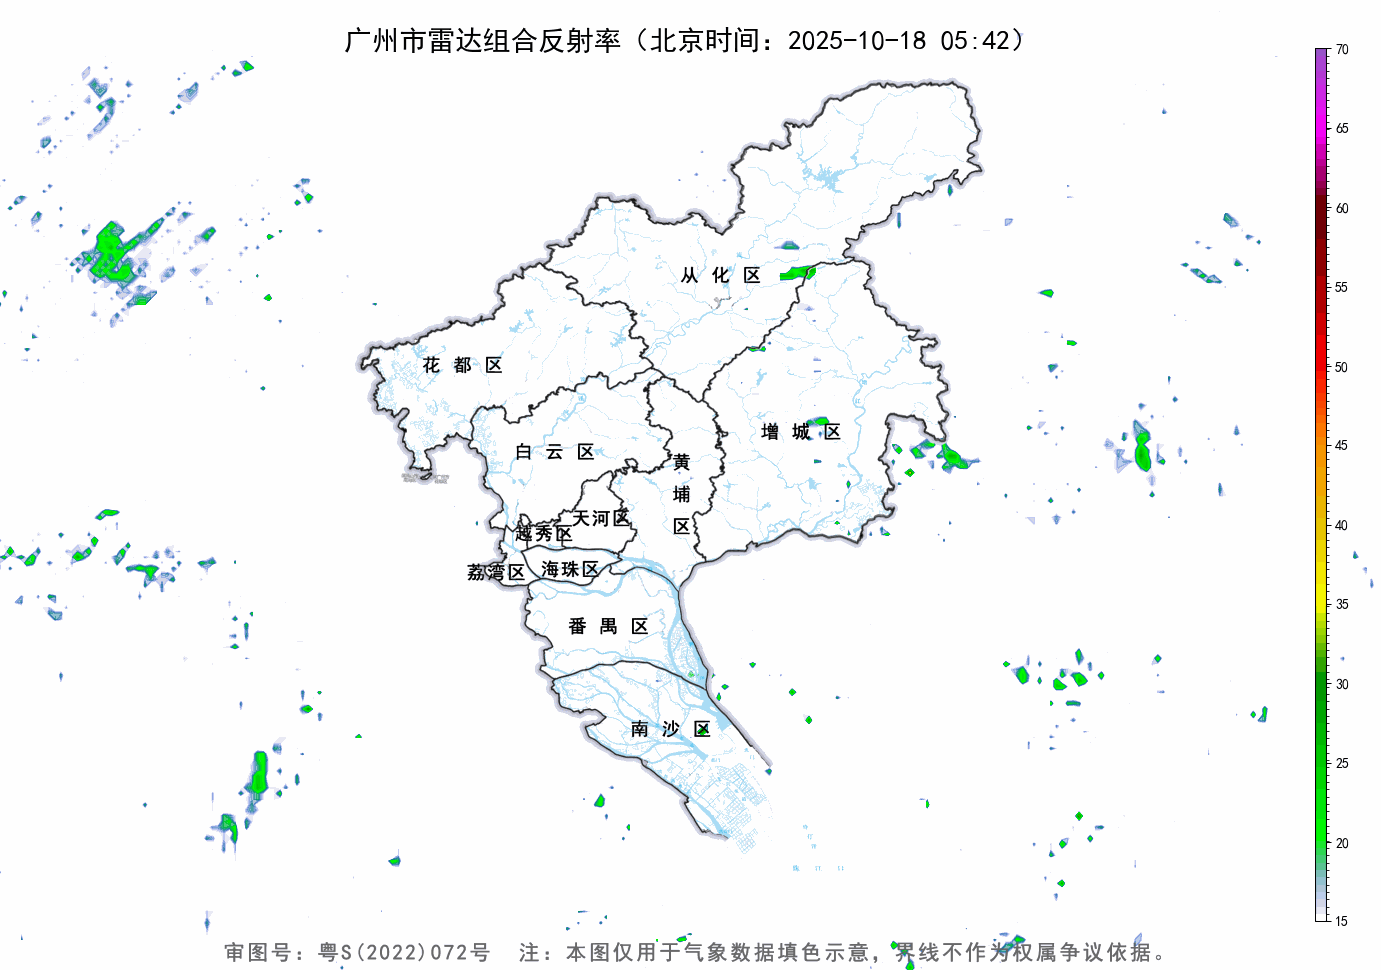 广州市雷达组合反射率（北京时间：2025-10-18 05:42）
70
65
60
55
50
45
40
35
30
25
20
15
从化区
花都区
增城区
白云区
黄埔区
天河区
越秀区
荔湾区
海珠区
番禺区
南沙区
审图号：粤S(2022)072号 注：本图仅用于气象数据填色示意，界线不作为权属争议依据。